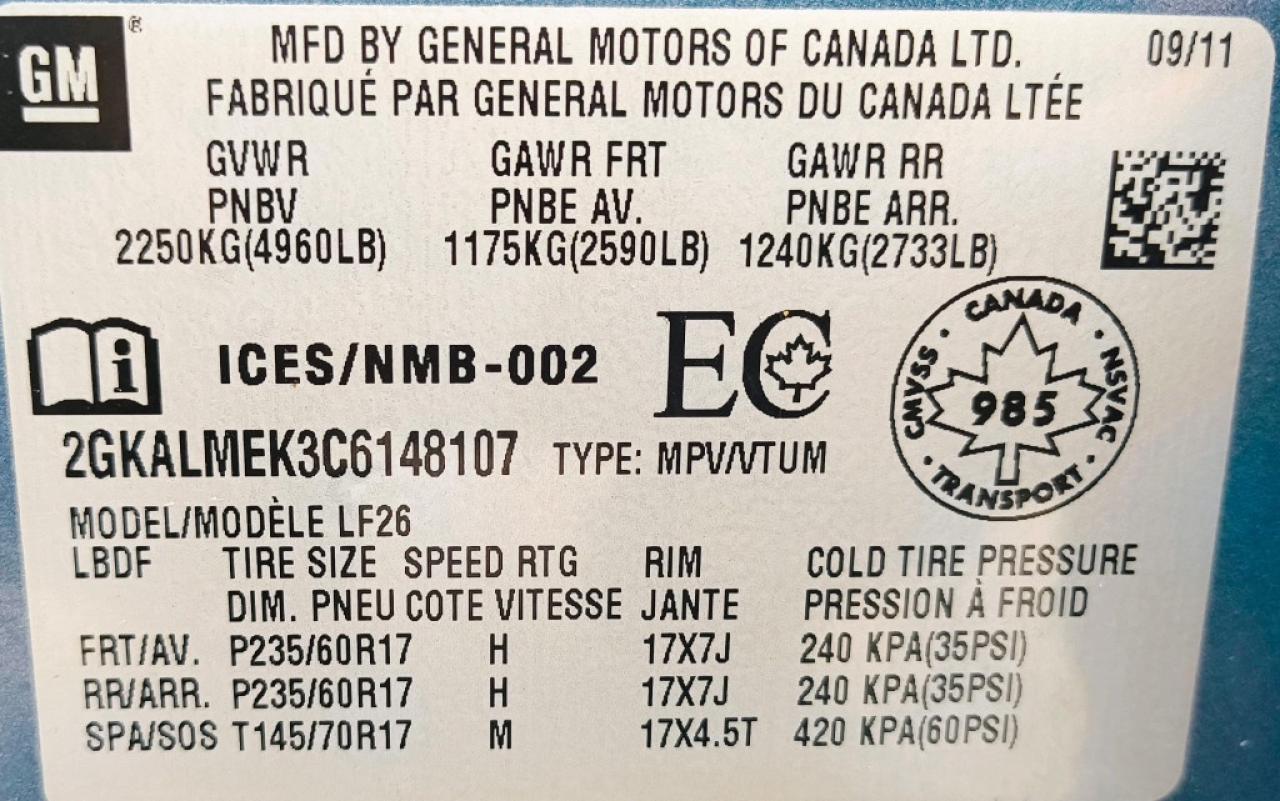 GM ®
MFD BY GENERAL MOTORS OF CANADA LTD. 09/11
FABRIQUÉ PAR GENERAL MOTORS DU CANADA LTÉE
GVWR GAWR FRT GAWR RR
PNBV PNBE AV. PNBE ARR.
2250KG(4960LB) 1175KG(2590LB) 1240KG(2733LB)
i ICES/NMB-002 EC
CANADA · NSVAC · TRANSPORT · CMVSS ·
985
2GKALMEK3C6148107 TYPE: MPV/VTUM
MODEL/MODÈLE LF26
LBDF TIRE SIZE SPEED RTG RIM COLD TIRE PRESSURE
DIM. PNEU COTE VITESSE JANTE PRESSION À FROID
FRT/AV. P235/60R17 H 17X7J 240 KPA(35PSI)
RR/ARR. P235/60R17 H 17X7J 240 KPA(35PSI)
SPA/SOS T145/70R17 M 17X4.5T 420 KPA(60PSI)